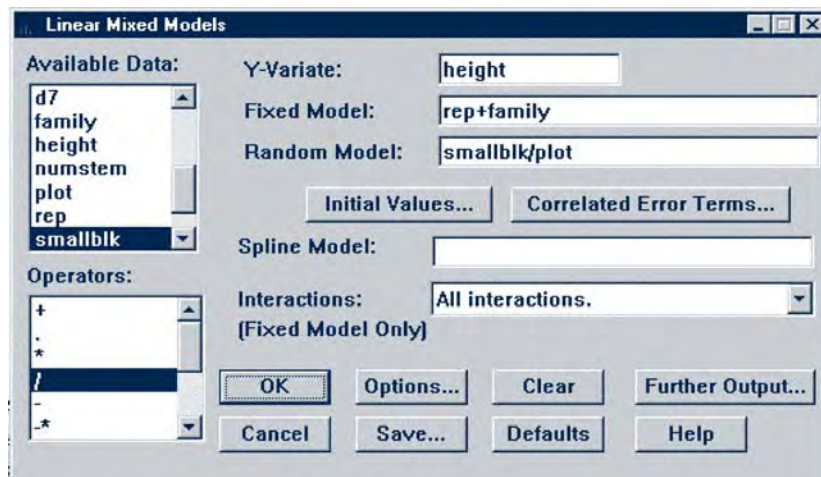 Linear Mixed Models
Available Data:
d7
family
height
numstem
plot
rep
smallblk
Operators:
+
.
*
/
-
-*
Y-Variate: height
Fixed Model: rep+family
Random Model: smallblk/plot
Initial Values... Correlated Error Terms...
Spline Model:
Interactions: All interactions.
(Fixed Model Only)
OK Options... Clear Further Output...
Cancel Save... Defaults Help